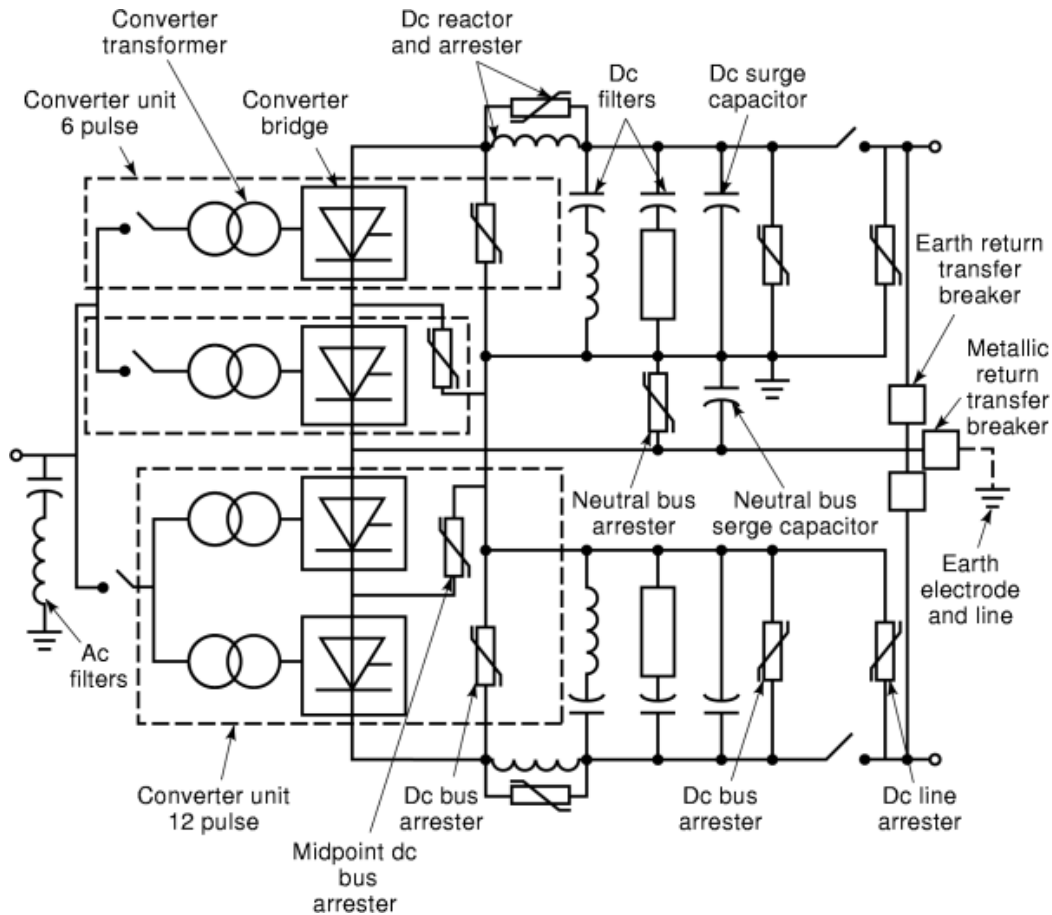 Converter
transformer
Dc reactor
and arrester
Dc
filters
Dc surge
capacitor
Converter unit
6 pulse
Converter
bridge
Earth return
transfer
breaker
Metallic
return
transfer
breaker
Neutral bus
arrester
Neutral bus
serge capacitor
Earth
electrode
and line
Ac
filters
Converter unit
12 pulse
Midpoint dc
bus
arrester
Dc bus
arrester
Dc bus
arrester
Dc line
arrester